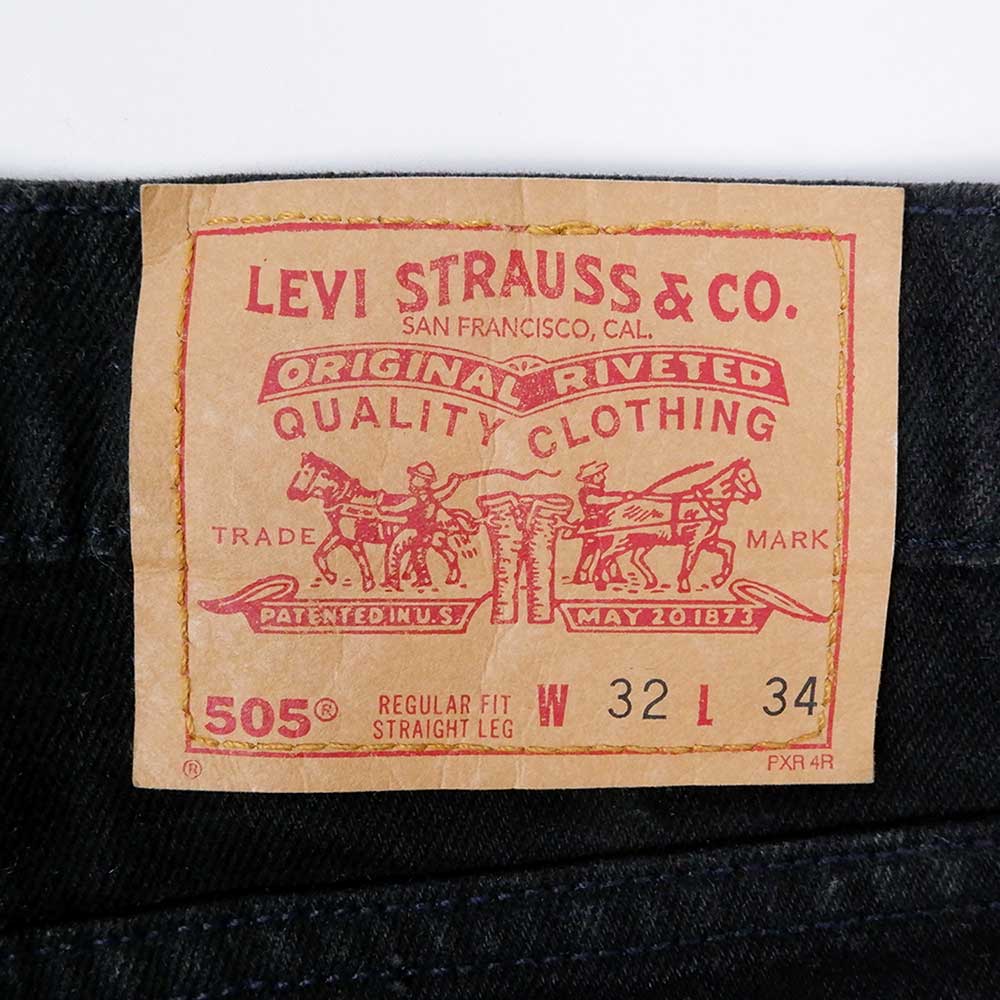 LEVI STRAUSS & CO.
SAN FRANCISCO, CAL.
ORIGINAL RIVETED
QUALITY CLOTHING
TRADE MARK
PATENTED IN U.S. MAY 20 1873
505® REGULAR FIT W 32 L 34
STRAIGHT LEG
® PXR 4R